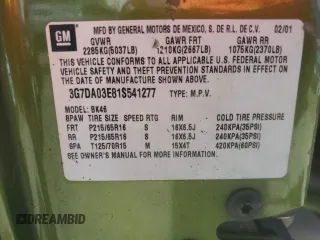 GM
MFD BY GENERAL MOTORS DE MEXICO, S. DE R.L. DE C.V. 02/01
GVWR GAWR FRT GAWR RR
2285KG(5037LB) 1210KG(2667LB) 1075KG(2370LB)
THIS VEHICLE CONFORMS TO ALL APPLICABLE U.S. FEDERAL MOTOR
VEHICLE SAFETY, BUMPER, AND THEFT PREVENTION
STANDARDS IN EFFECT ON THE
DATE OF MANUFACTURE SHOWN ABOVE.
3G7DA03E81S541277 TYPE: M.P.V.
MODEL: BK46
BPAW TIRE SIZE SPEED RTG RIM COLD TIRE PRESSURE
FRT P215/65R16 S 16X6.5J 240KPA(35PSI)
RR P215/65R16 S 16X6.5J 240KPA(35PSI)
SPA T125/70R15 M 15X4T 420KPA(60PSI)
SEE OWNER'S MANUAL FOR MORE INFORMATION.
DREAMBID